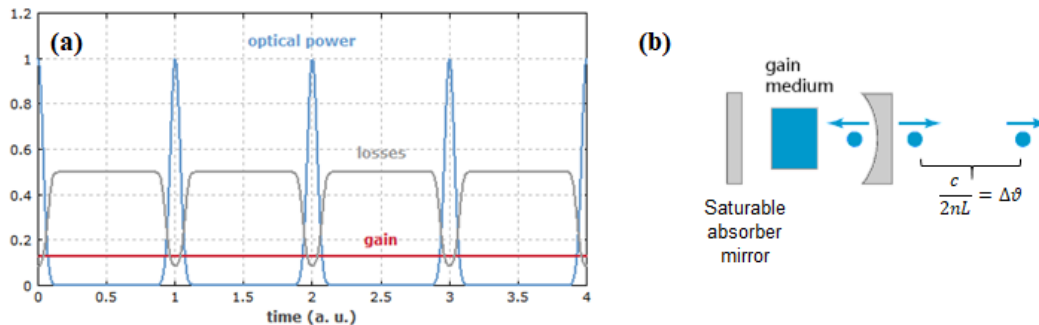 (a)
optical power
losses
gain
1.2
1
0.8
0.6
0.4
0.2
0
0 0.5 1 1.5 2 2.5 3 3.5 4
time (a. u.)
(b)
gain
medium
Saturable
absorber
mirror
c/2nL = Δϑ